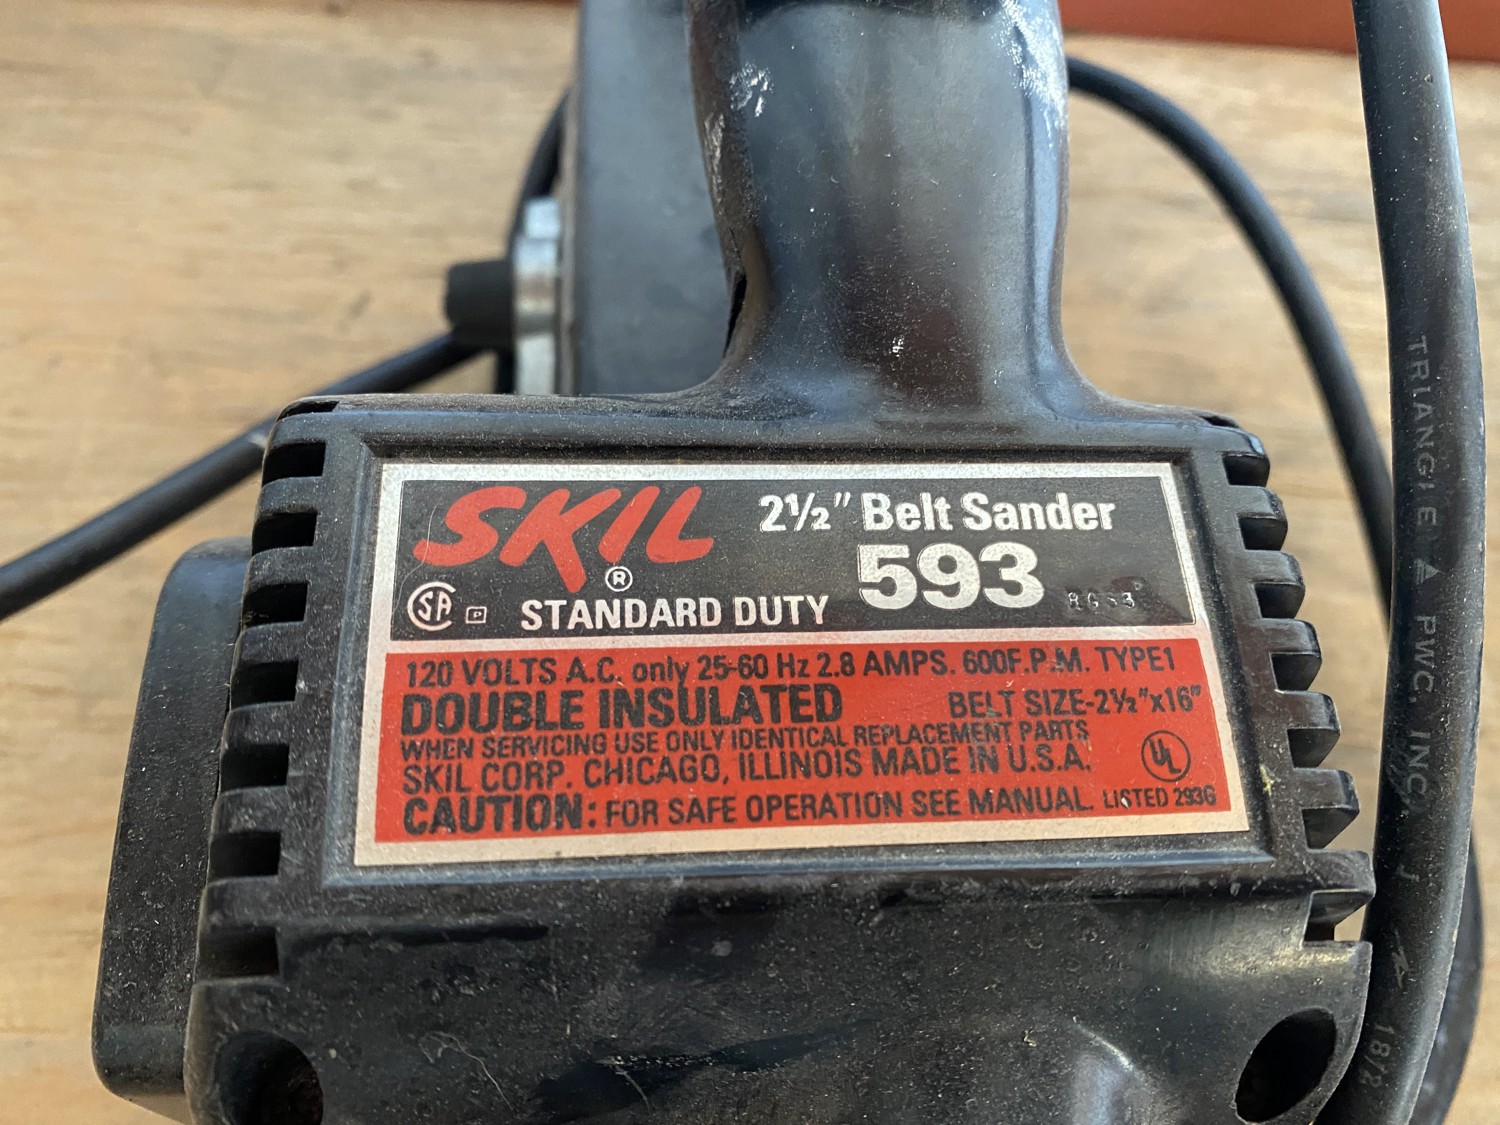 SKIL®
2½" Belt Sander
593
CSA P STANDARD DUTY
120 VOLTS A.C. only 25-60 Hz 2.8 AMPS. 600F.P.M. TYPE1
DOUBLE INSULATED BELT SIZE-2½"x16"
WHEN SERVICING USE ONLY IDENTICAL REPLACEMENT PARTS
SKIL CORP. CHICAGO, ILLINOIS MADE IN U.S.A. UL
CAUTION: FOR SAFE OPERATION SEE MANUAL. LISTED 293G
TRIANGLE PWC, INC. 18/2